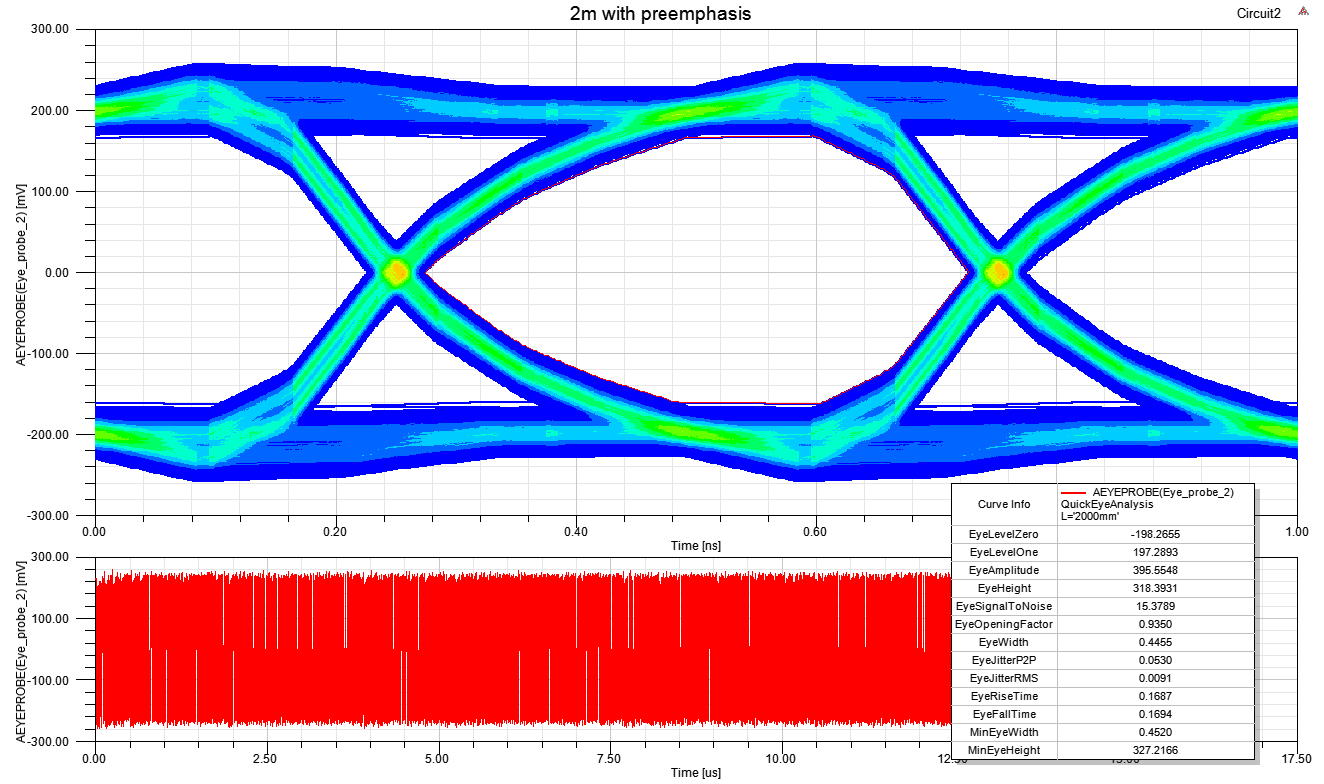 2m with preemphasis
Circuit2
300.00
200.00
100.00
0.00
-100.00
-200.00
-300.00
AEYEPROBE(Eye_probe_2) [mV]
0.00 0.20 0.40 0.60 1.00
Time [ns]
300.00
100.00
-100.00
-300.00
AEYEPROBE(Eye_probe_2) [mV]
0.00 2.50 5.00 7.50 10.00 12.50 15.00 17.50
Time [us]
Curve Info AEYEPROBE(Eye_probe_2)
QuickEyeAnalysis
L='2000mm'
EyeLevelZero -198.2655
EyeLevelOne 197.2893
EyeAmplitude 395.5548
EyeHeight 318.3931
EyeSignalToNoise 15.3789
EyeOpeningFactor 0.9350
EyeWidth 0.4455
EyeJitterP2P 0.0530
EyeJitterRMS 0.0091
EyeRiseTime 0.1687
EyeFallTime 0.1694
MinEyeWidth 0.4520
MinEyeHeight 327.2166